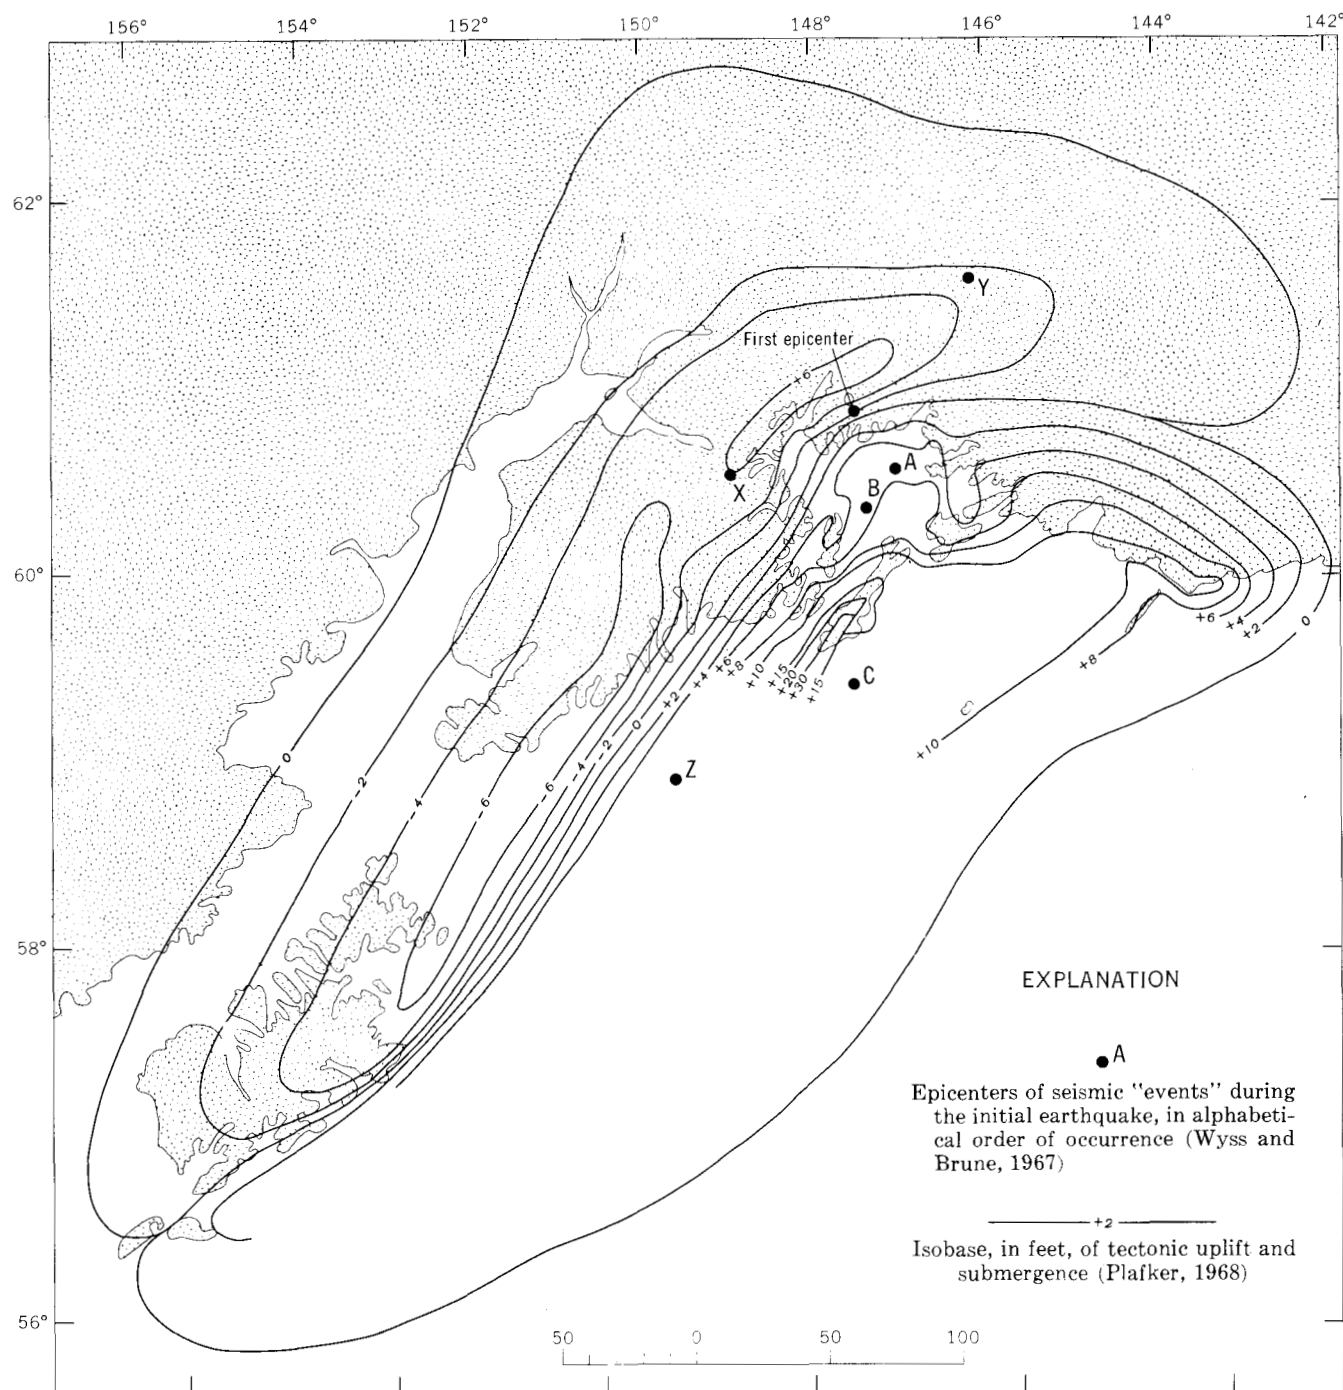 156° 154° 152° 150° 148° 146° 144° 142°
62°
Y
First epicenter
+6
A
X
B
60°
+6 +4 +2 0
+8
C
+10
+15
+20
+30
+15
+10
+8
+6
+4
+2
0
-2
-4
-6
Z
0
-2
-4
-6
58°
EXPLANATION
A
Epicenters of seismic "events" during
the initial earthquake, in alphabeti-
cal order of occurrence (Wyss and
Brune, 1967)
+2
Isobase, in feet, of tectonic uplift and
submergence (Plafker, 1968)
56°
50 0 50 100